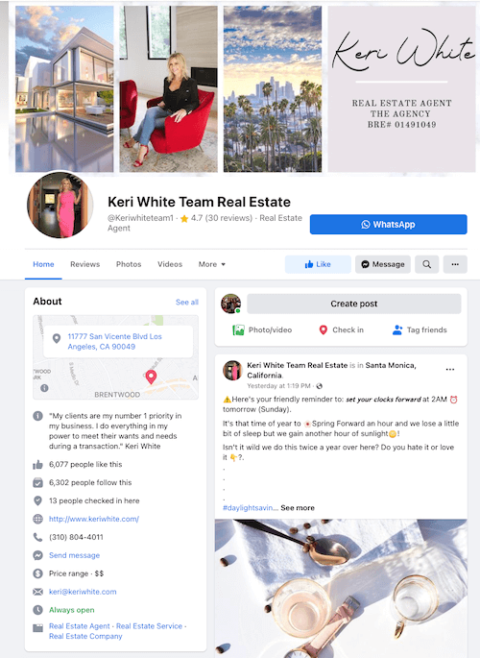 Keri White
REAL ESTATE AGENT
THE AGENCY
BRE# 01491049
Keri White Team Real Estate
@Keriwhiteteam1 · ⭐ 4.7 (30 reviews) · Real Estate
Agent
WhatsApp
Home
Reviews
Photos
Videos
More
Like
Message
About
See all
11777 San Vicente Blvd Los
Angeles, CA 90049
BRENTWOOD
"My clients are my number 1 priority in
my business. I do everything in my
power to meet their wants and needs
during a transaction." Keri White
6,077 people like this
6,302 people follow this
13 people checked in here
http://www.keriwhite.com/
(310) 804-4011
Send message
Price range · $$
keri@keriwhite.com
Always open
Real Estate Agent · Real Estate Service ·
Real Estate Company
Create post
Photo/video
Check in
Tag friends
Keri White Team Real Estate is in Santa Monica,
California.
Yesterday at 1:19 PM ·
⚠️Here's your friendly reminder to: set your clocks forward at 2AM ⏰
tomorrow (Sunday).
It's that time of year to ☀️Spring Forward an hour and we lose a little
bit of sleep but we gain another hour of sunlight🌞!
Isn't it wild we do this twice a year over here? Do you hate it or love
it 👇?.
.
.
.
.
#daylightsavin... See more